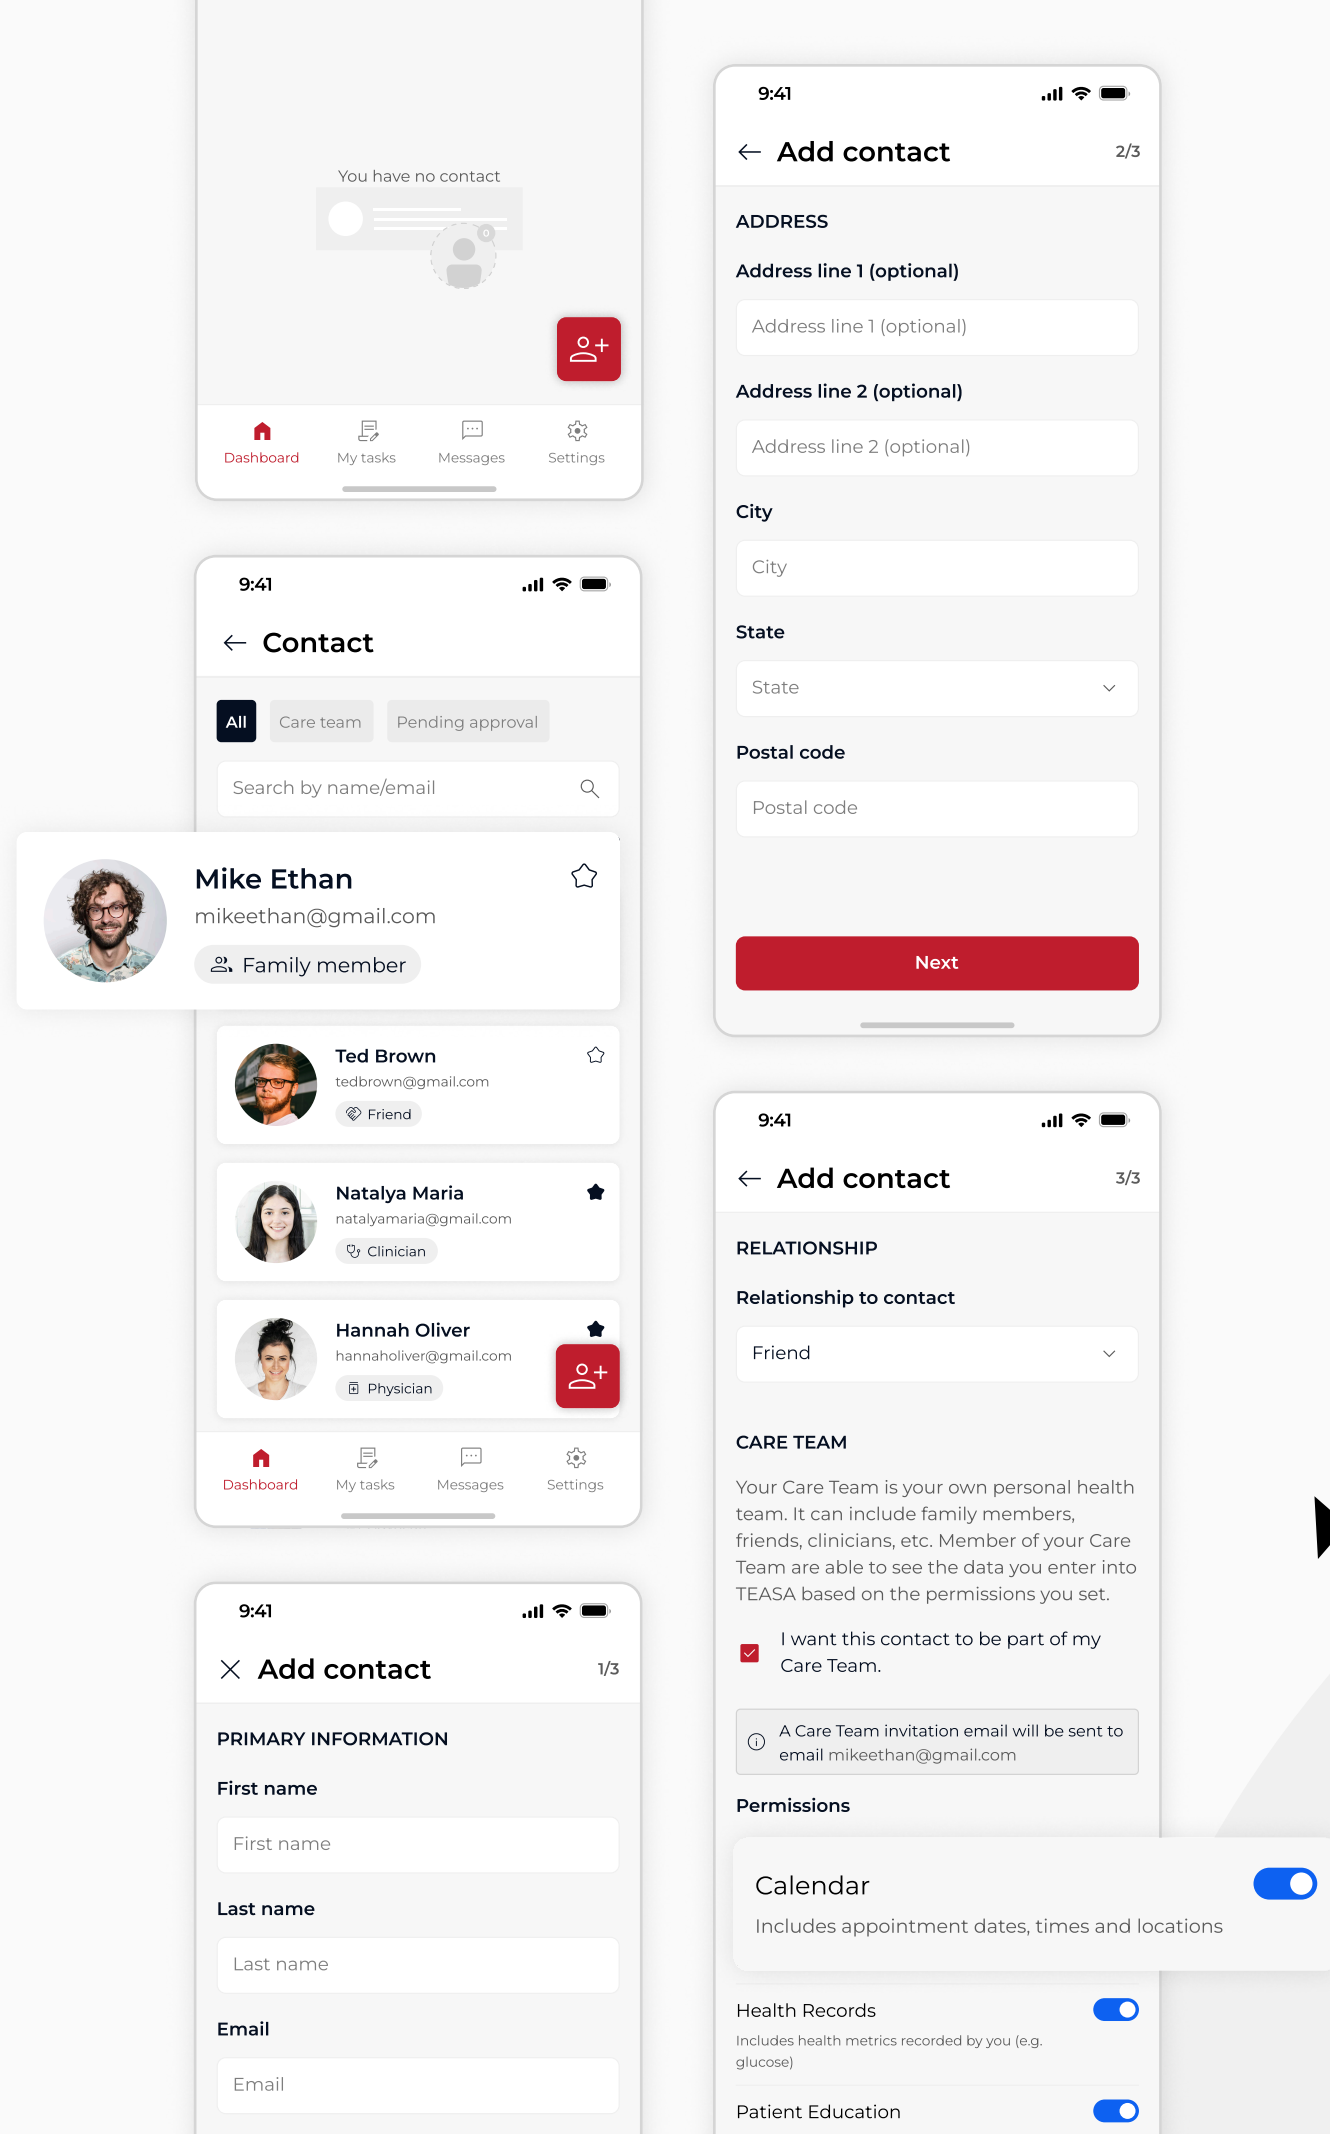 You have no contact
0
Dashboard
My tasks
Messages
Settings
9:41
Contact
All
Care team
Pending approval
Search by name/email
Mike Ethan
mikeethan@gmail.com
Family member
Ted Brown
tedbrown@gmail.com
Friend
Natalya Maria
natalyamaria@gmail.com
Clinician
Hannah Oliver
hannaholiver@gmail.com
Physician
Dashboard
My tasks
Messages
Settings
9:41
Add contact
1/3
PRIMARY INFORMATION
First name
First name
Last name
Last name
Email
Email
9:41
Add contact
2/3
ADDRESS
Address line 1 (optional)
Address line 1 (optional)
Address line 2 (optional)
Address line 2 (optional)
City
City
State
State
Postal code
Postal code
Next
9:41
Add contact
3/3
RELATIONSHIP
Relationship to contact
Friend
CARE TEAM
Your Care Team is your own personal health
team. It can include family members,
friends, clinicians, etc. Member of your Care
Team are able to see the data you enter into
TEASA based on the permissions you set.
I want this contact to be part of my
Care Team.
A Care Team invitation email will be sent to
email mikeethan@gmail.com
Permissions
Calendar
Includes appointment dates, times and locations
Health Records
Includes health metrics recorded by you (e.g.
glucose)
Patient Education